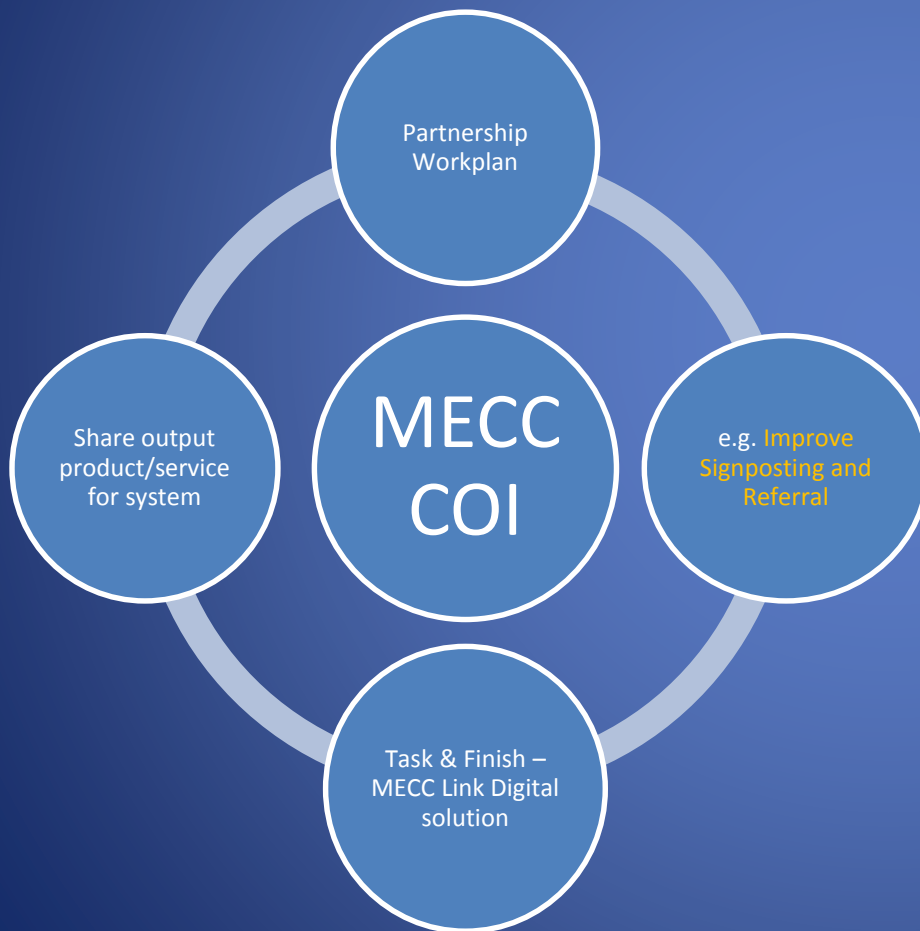 Partnership
Workplan
Share output
product/service
for system
MECC
COI
e.g. Improve
Signposting and
Referral
Task & Finish –
MECC Link Digital
solution